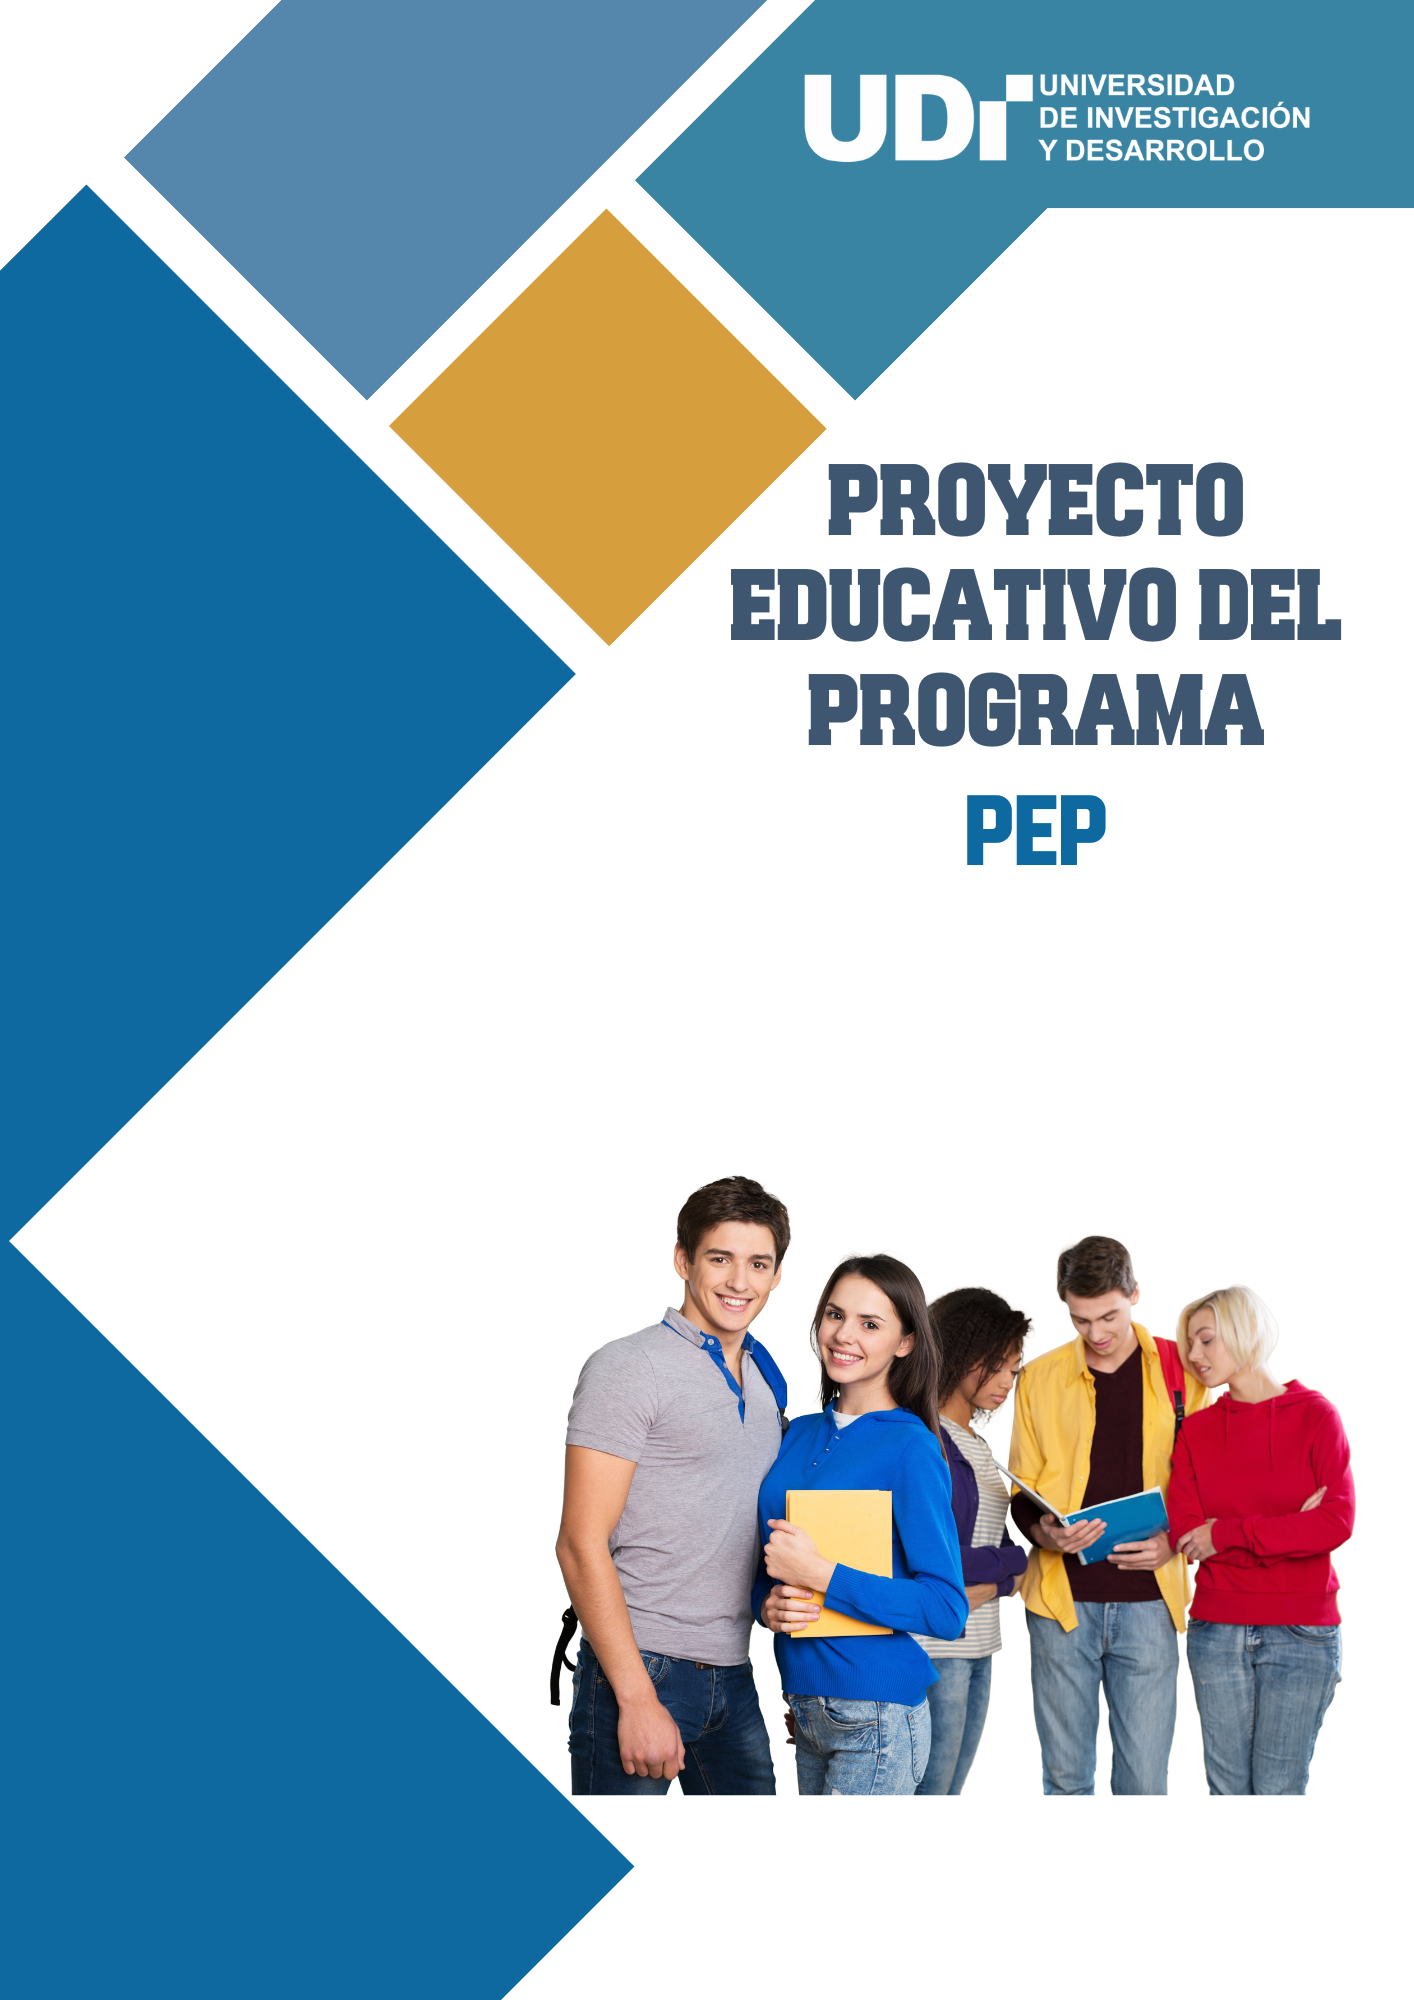 UDi
UNIVERSIDAD
DE INVESTIGACIÓN
Y DESARROLLO
PROYECTO
EDUCATIVO DEL
PROGRAMA
PEP